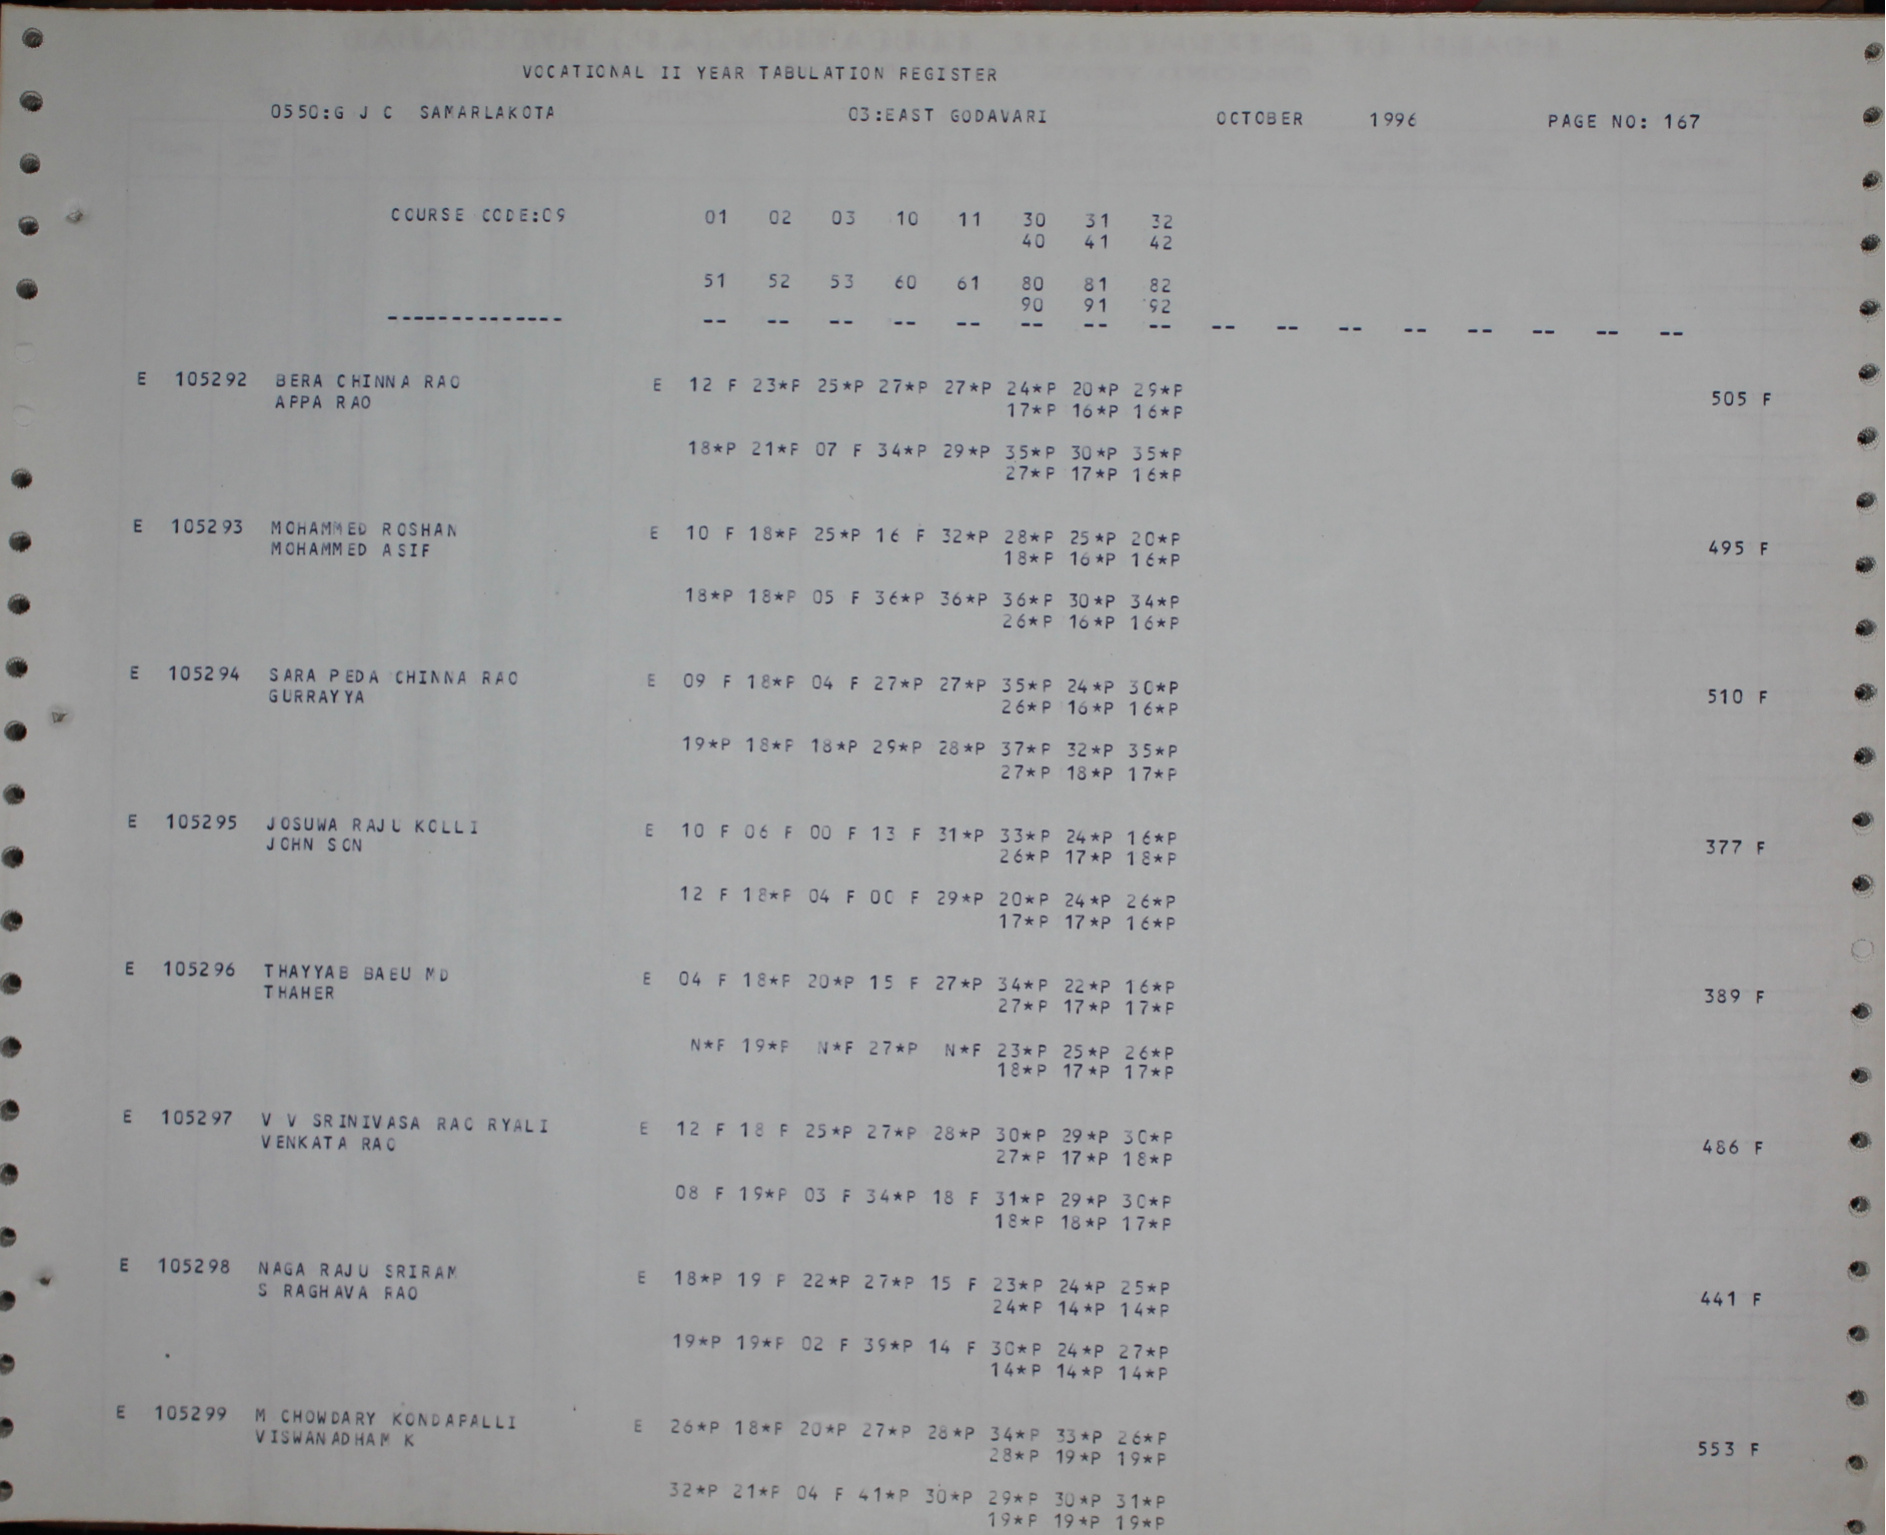 VOCATIONAL II YEAR TABULATION REGISTER
0550:G J C SAMARLAKOTA 03:EAST GODAVARI OCTOBER 1996 PAGE NO: 167
COURSE CODE:09 01 02 03 10 11 30 31 32
40 41 42
51 52 53 60 61 80 81 82
90 91 92
-------------- -- -- -- -- -- -- -- -- -- -- -- -- -- -- -- --
E 105292 BERA CHINNA RAO E 12 F 23*P 25*P 27*P 27*P 24*P 20*P 29*P
APPA RAO 17*P 16*P 16*P 505 F
18*P 21*P 07 F 34*P 29*P 35*P 30*P 35*P
27*P 17*P 16*P
E 105293 MOHAMMED ROSHAN E 10 F 18*P 25*P 16 F 32*P 28*P 25*P 20*P
MOHAMMED ASIF 18*P 16*P 16*P 495 F
18*P 18*P 05 F 36*P 36*P 36*P 30*P 34*P
26*P 16*P 16*P
E 105294 SARA PEDA CHINNA RAO E 09 F 18*P 04 F 27*P 27*P 35*P 24*P 30*P
GURRAYYA 26*P 16*P 16*P 510 F
19*P 18*P 18*P 29*P 28*P 37*P 32*P 35*P
27*P 18*P 17*P
E 105295 JOSUWA RAJU KOLLI E 10 F 06 F 00 F 13 F 31*P 33*P 24*P 16*P
JOHN SON 26*P 17*P 18*P 377 F
12 F 18*P 04 F 00 F 29*P 20*P 24*P 26*P
17*P 17*P 16*P
E 105296 THAYYAB BABU MD E 04 F 18*P 20*P 15 F 27*P 34*P 22*P 16*P
THAHER 27*P 17*P 17*P 389 F
N*F 19*P N*F 27*P N*F 23*P 25*P 26*P
18*P 17*P 17*P
E 105297 V V SRINIVASA RAO RYALI E 12 F 18 P 25*P 27*P 28*P 30*P 29*P 30*P
VENKATA RAO 27*P 17*P 18*P 486 F
08 F 19*P 03 F 34*P 18 F 31*P 29*P 30*P
18*P 18*P 17*P
E 105298 NAGA RAJU SRIRAM E 18*P 19 P 22*P 27*P 15 F 23*P 24*P 25*P
S RAGHAVA RAO 24*P 14*P 14*P 441 F
19*P 19*P 02 F 39*P 14 F 30*P 24*P 27*P
14*P 14*P 14*P
E 105299 M CHOWDARY KONDAPALLI E 26*P 18*P 20*P 27*P 28*P 34*P 33*P 26*P
VISWANADHAM K 28*P 19*P 19*P 553 F
32*P 21*P 04 F 41*P 30*P 29*P 30*P 31*P
19*P 19*P 19*P